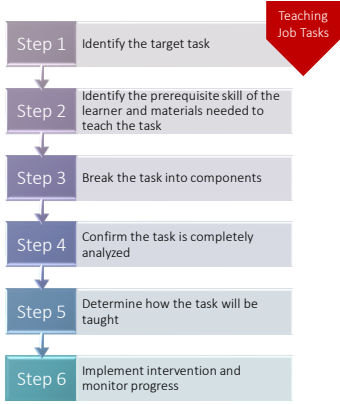 Teaching
Job Tasks
Step 1
Identify the target task
Step 2
Identify the prerequisite skill of the
learner and materials needed to
teach the task
Step 3
Break the task into components
Step 4
Confirm the task is completely
analyzed
Step 5
Determine how the task will be
taught
Step 6
Implement intervention and
monitor progress